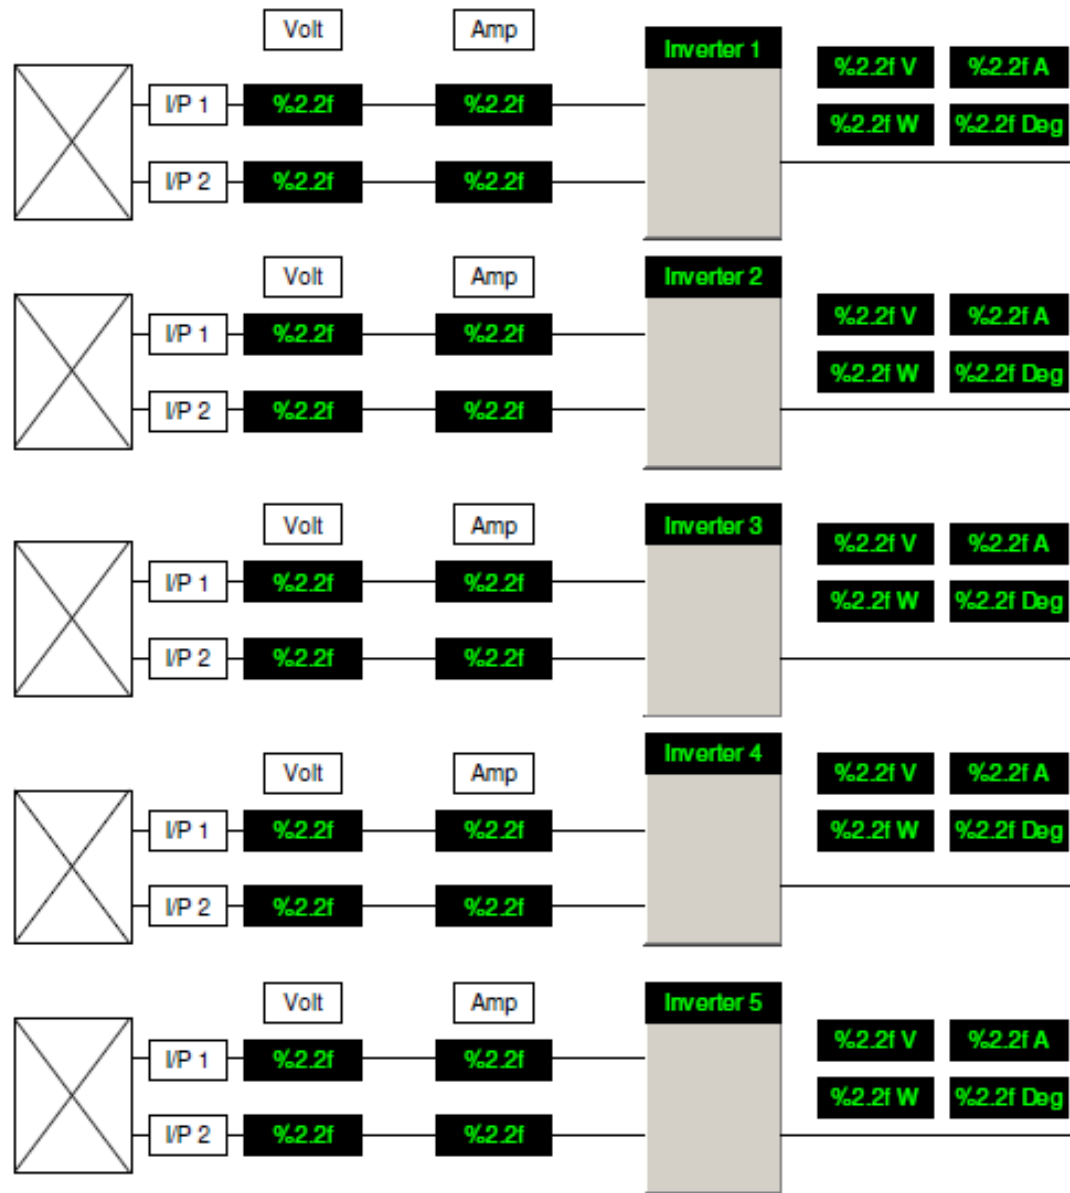 Volt Amp Inverter 1
%2.2f V %2.2f A
I/P 1 %2.2f %2.2f
%2.2f W %2.2f Deg
I/P 2 %2.2f %2.2f
Volt Amp Inverter 2
%2.2f V %2.2f A
I/P 1 %2.2f %2.2f
%2.2f W %2.2f Deg
I/P 2 %2.2f %2.2f
Volt Amp Inverter 3
%2.2f V %2.2f A
I/P 1 %2.2f %2.2f
%2.2f W %2.2f Deg
I/P 2 %2.2f %2.2f
Inverter 4
Volt Amp %2.2f V %2.2f A
I/P 1 %2.2f %2.2f %2.2f W %2.2f Deg
I/P 2 %2.2f %2.2f
Volt Amp Inverter 5
%2.2f V %2.2f A
I/P 1 %2.2f %2.2f
%2.2f W %2.2f Deg
I/P 2 %2.2f %2.2f